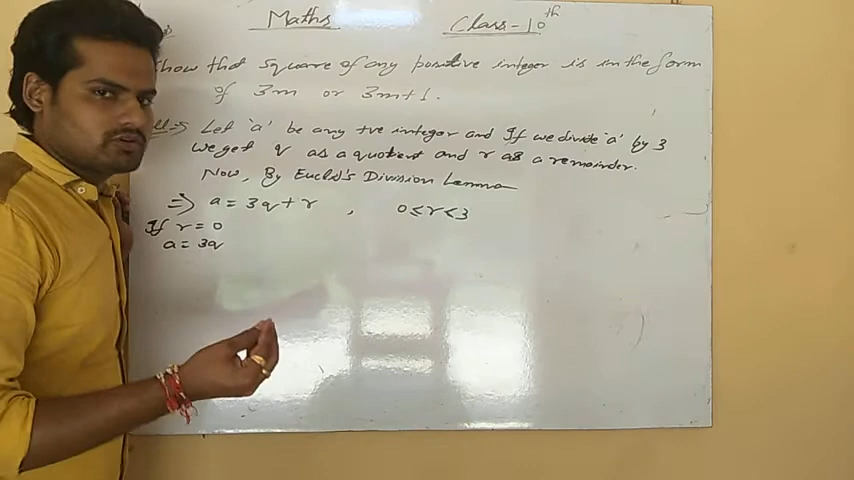 Maths Class-10th
Show that square of any positive integer is in the form
of 3m or 3m+1.
Let 'a' be any +ve integer and If we divide 'a' by 3
we get q as a quotient and r as a remainder.
Now, By Euclid's Division Lemma
⇒ a = 3q + r , 0≤r<3
If r = 0
a = 3q